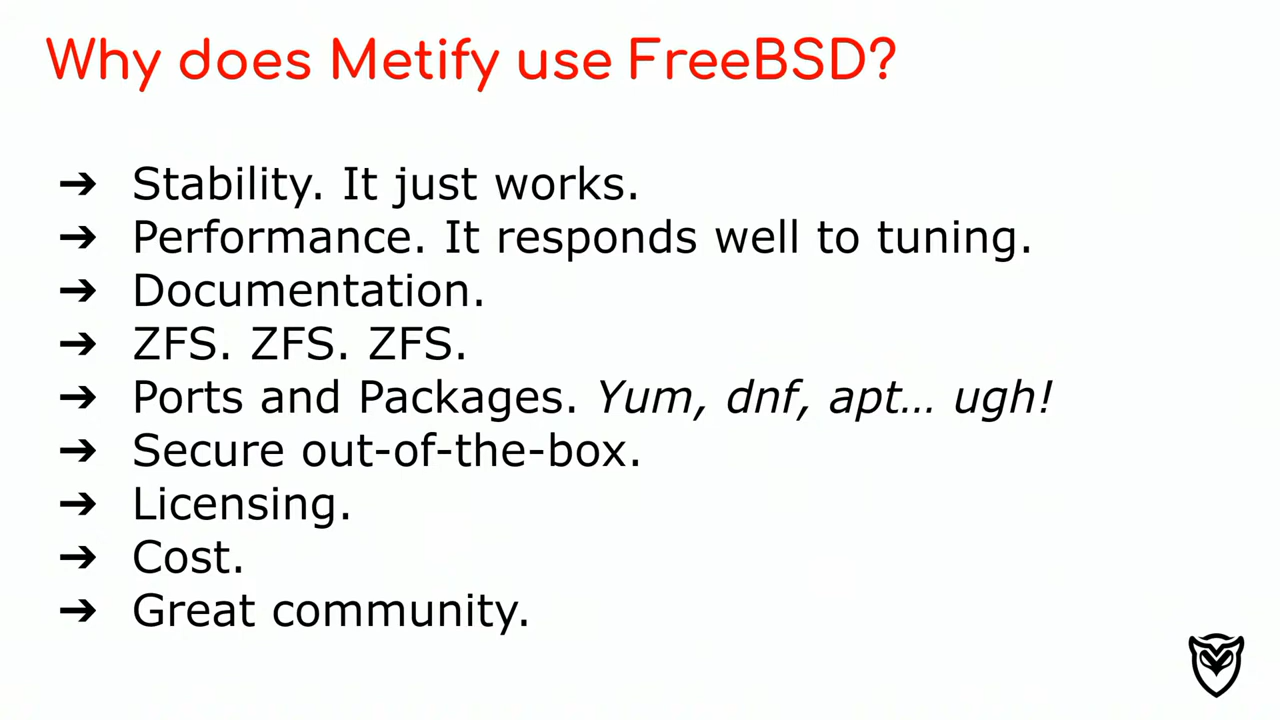 Why does Metify use FreeBSD?
➔ Stability. It just works.
➔ Performance. It responds well to tuning.
➔ Documentation.
➔ ZFS. ZFS. ZFS.
➔ Ports and Packages. Yum, dnf, apt... ugh!
➔ Secure out-of-the-box.
➔ Licensing.
➔ Cost.
➔ Great community.